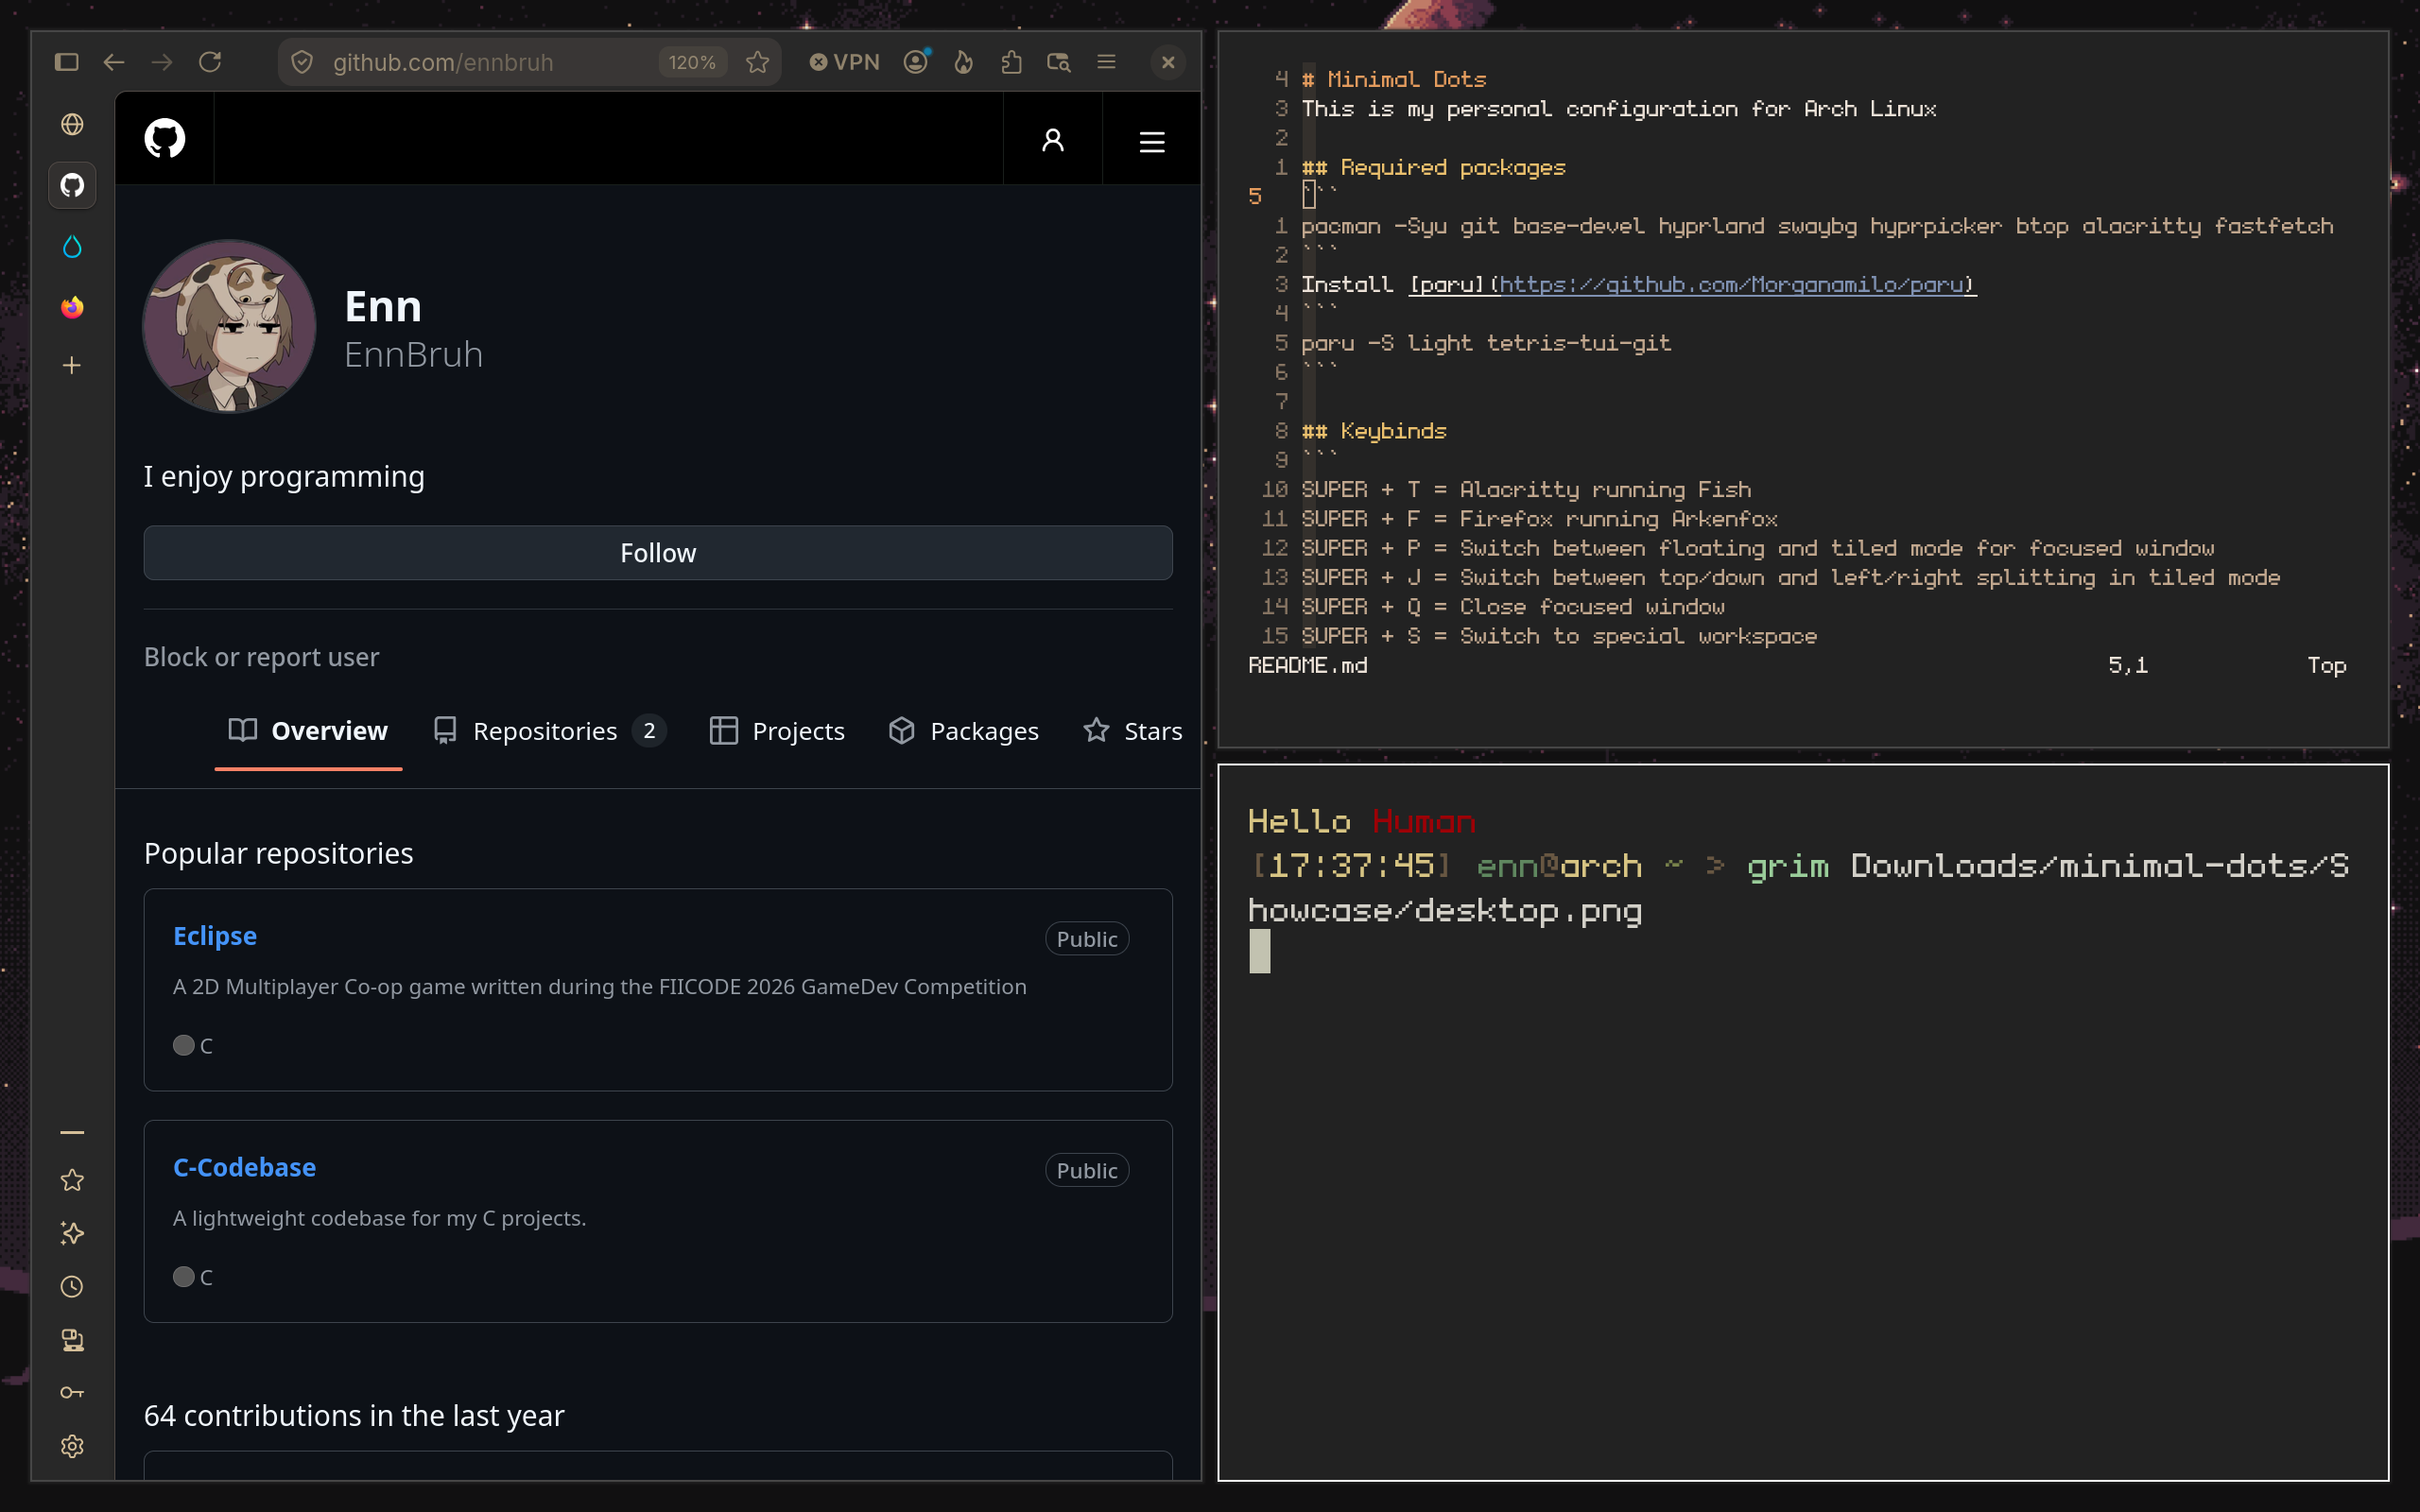 github.com/ennbruh 120% VPN
Enn
EnnBruh
I enjoy programming
Follow
Block or report user
Overview Repositories 2 Projects Packages Stars
Popular repositories
Eclipse Public
A 2D Multiplayer Co-op game written during the FIICODE 2026 GameDev Competition
C
C-Codebase Public
A lightweight codebase for my C projects.
C
64 contributions in the last year
4 # Minimal Dots
3 This is my personal configuration for Arch Linux
2
1 ## Required packages
5 ```
1 pacman -Syu git base-devel hyprland swaybg hyprpicker btop alacritty fastfetch
2 ```
3 Install [paru](https://github.com/Morganamilo/paru)
4 ```
5 paru -S light tetris-tui-git
6 ```
7
8 ## Keybinds
9 ```
10 SUPER + T = Alacritty running Fish
11 SUPER + F = Firefox running Arkenfox
12 SUPER + P = Switch between floating and tiled mode for focused window
13 SUPER + J = Switch between top/down and left/right splitting in tiled mode
14 SUPER + Q = Close focused window
15 SUPER + S = Switch to special workspace
README.md 5,1 Top
Hello Human
[17:37:45] enn@arch ~ > grim Downloads/minimal-dots/S
howcase/desktop.png